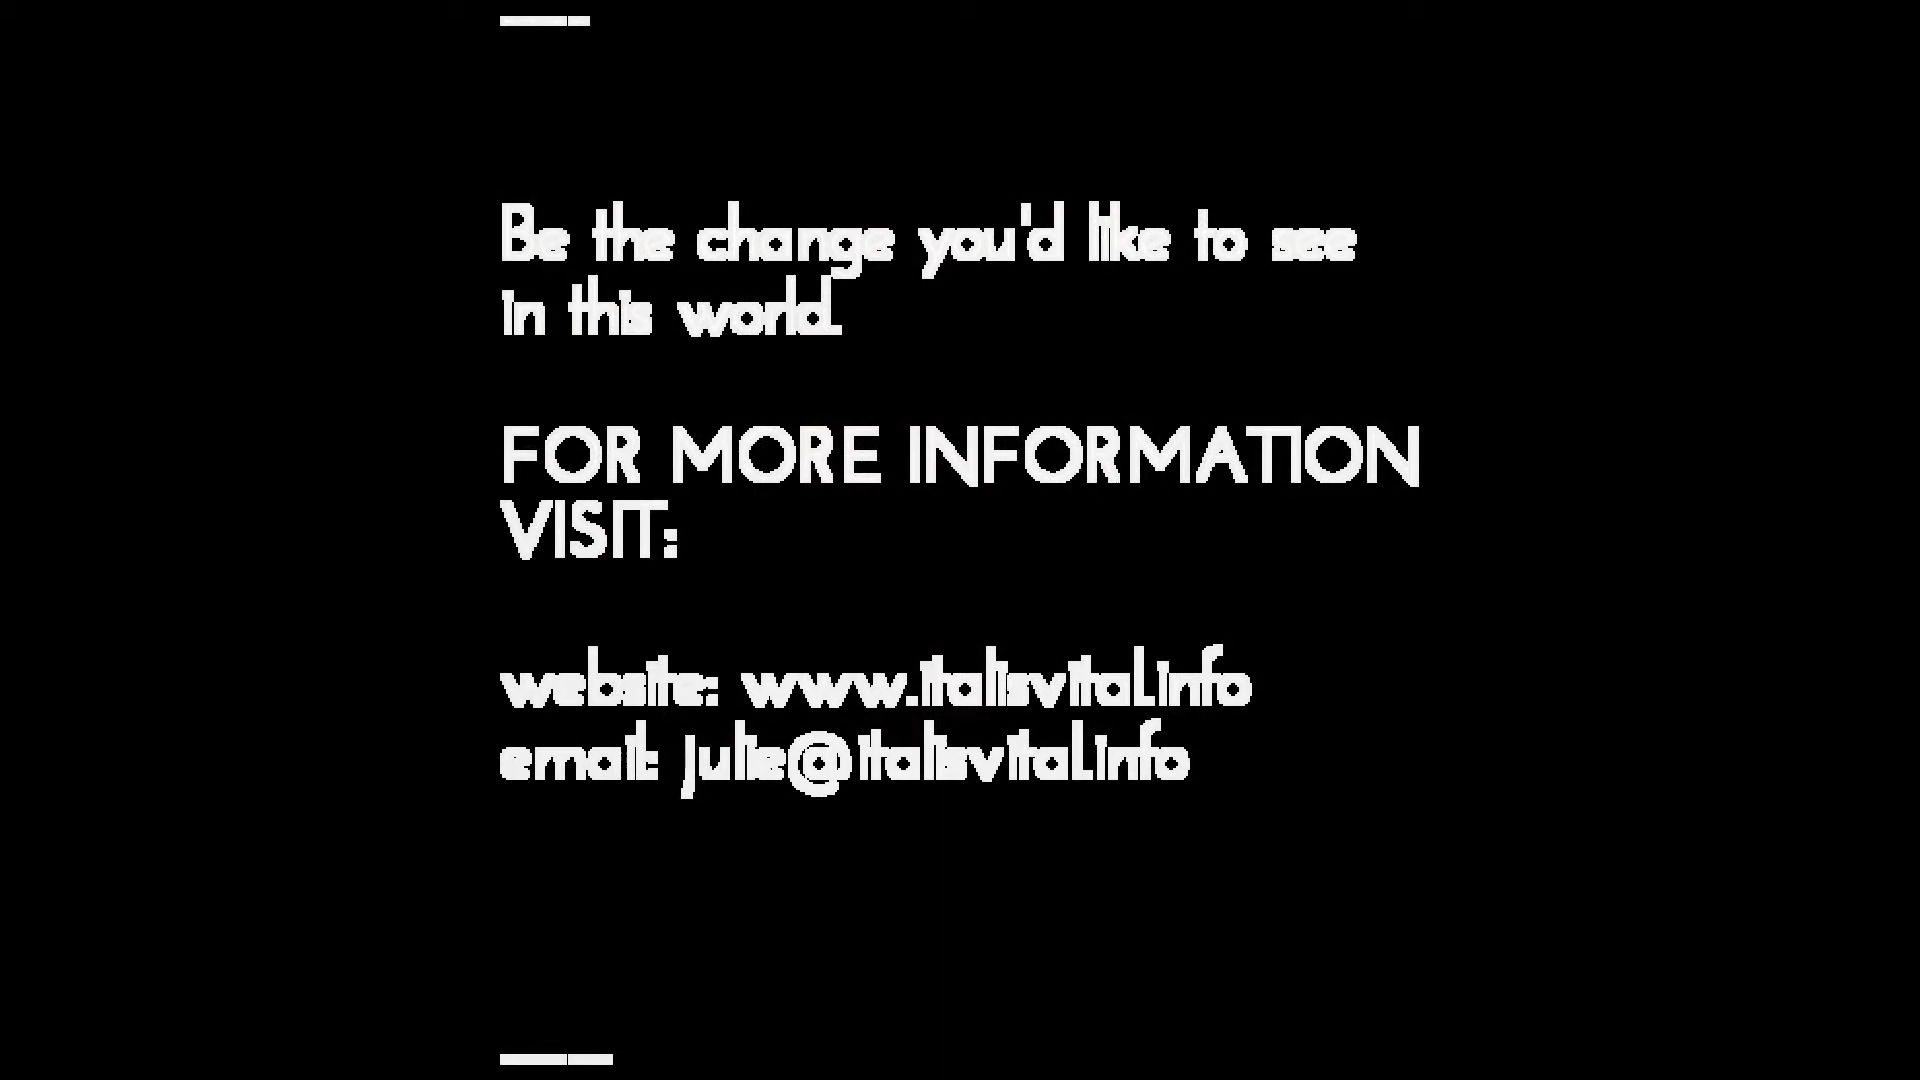 Be the change you'd like to see
in this world.
FOR MORE INFORMATION
VISIT:
website: www.italisvital.info
email: julie@italisvital.info